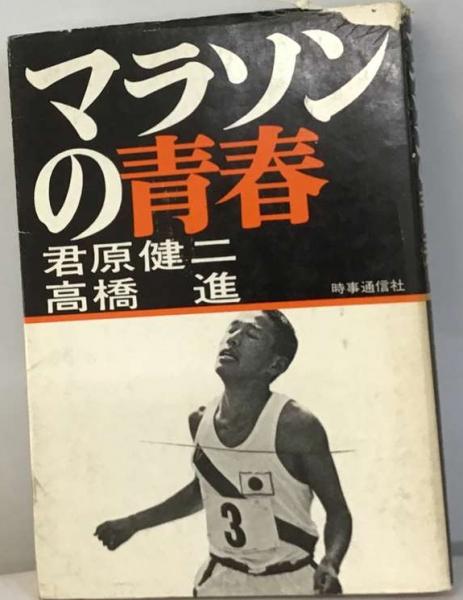 マラソン
の青春
君原健二
高橋 進
時事通信社
3